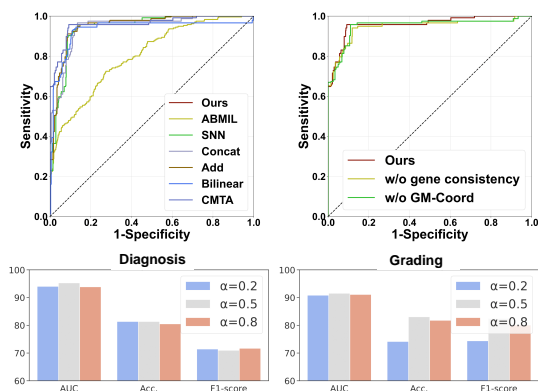 1.0
0.8
0.6
0.4
0.2
0.0
Sensitivity
0.0 0.2 0.4 0.6 0.8 1.0
1-Specificity
Ours
ABMIL
SNN
Concat
Add
Bilinear
CMTA
1.0
0.8
0.6
0.4
0.2
0.0
Sensitivity
0.0 0.2 0.4 0.6 0.8 1.0
1-Specificity
Ours
w/o gene consistency
w/o GM-Coord
Diagnosis
100
90
80
70
60
α=0.2
α=0.5
α=0.8
AUC Acc. F1-score
Grading
100
90
80
70
60
α=0.2
α=0.5
α=0.8
AUC Acc. F1-score